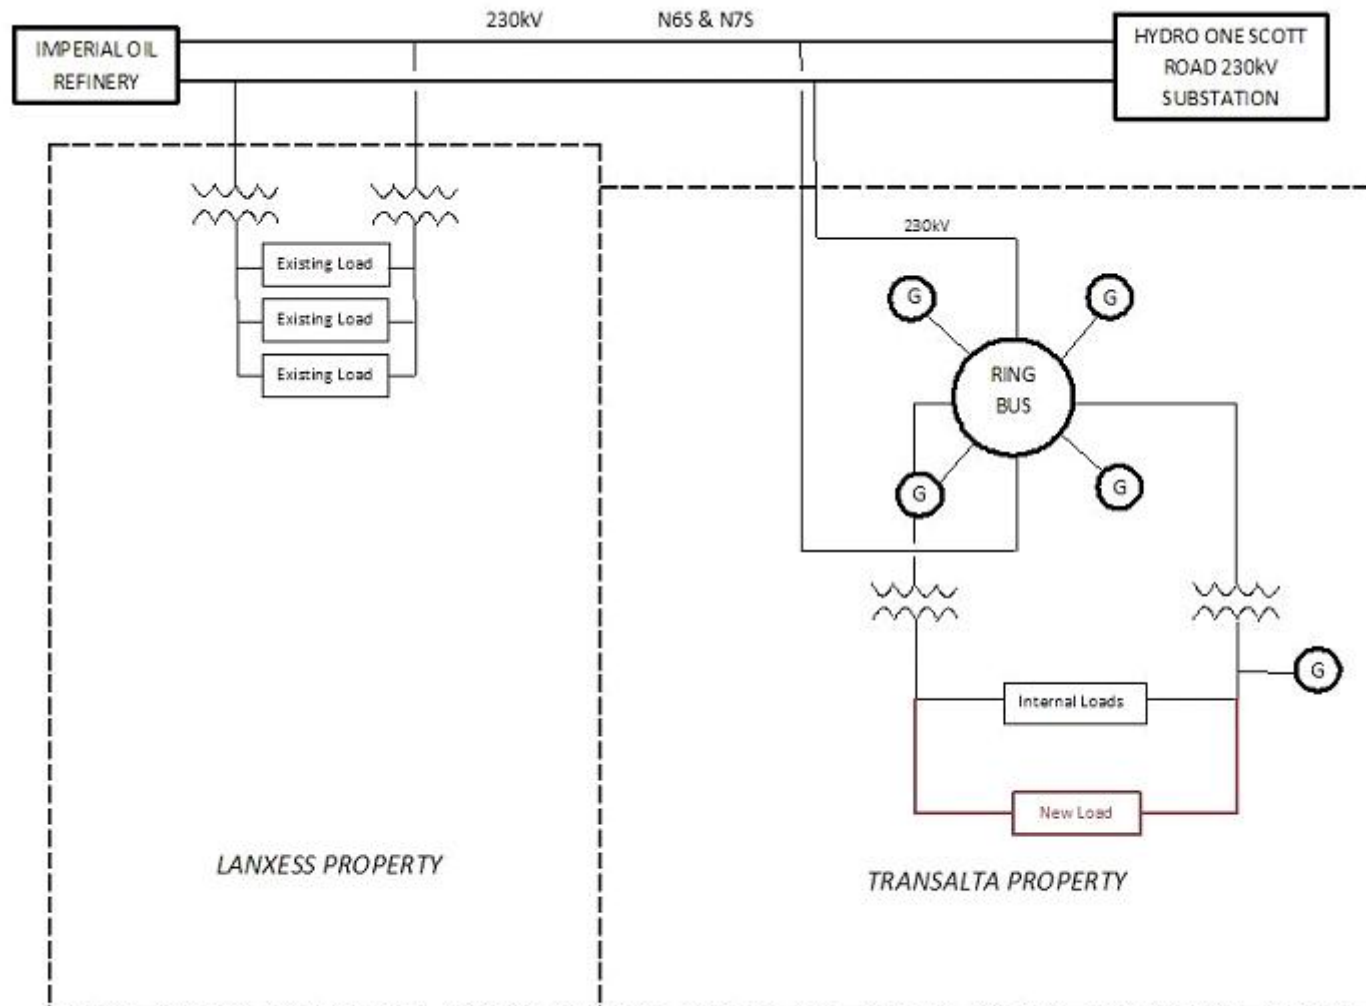 230kV
N6S & N7S
IMPERIAL OIL
REFINERY
HYDRO ONE SCOTT
ROAD 230kV
SUBSTATION
230kV
Existing Load
Existing Load
Existing Load
G
G
RING
BUS
G
G
G
Internal Loads
New Load
LANXESS PROPERTY
TRANSALTA PROPERTY